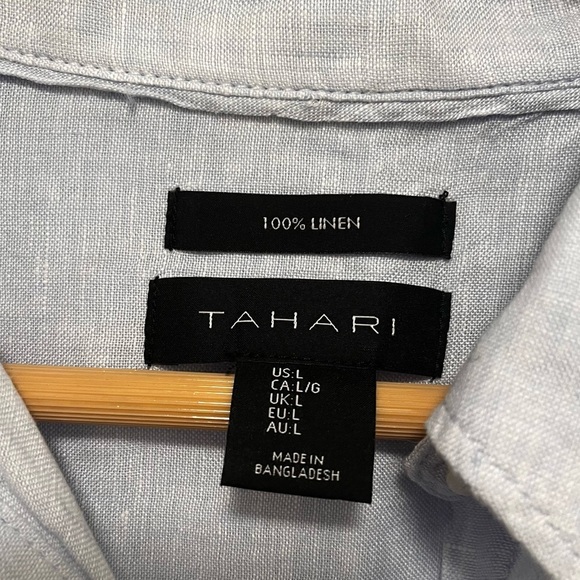 100% LINEN
TAHARI
US:L
CA:L/G
UK:L
EU:L
AU:L
MADE IN
BANGLADESH